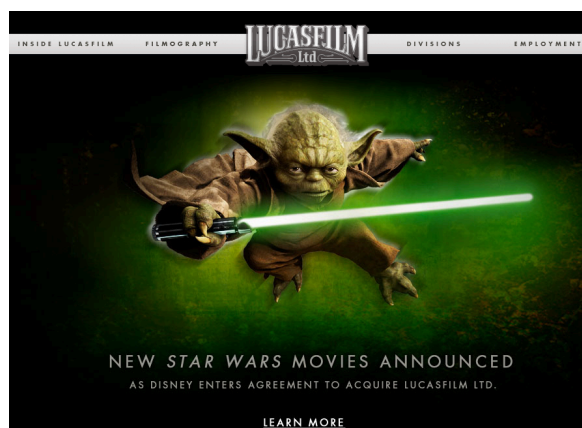 INSIDE LUCASFILM FILMOGRAPHY LUCASFILM Ltd DIVISIONS EMPLOYMENT
NEW STAR WARS MOVIES ANNOUNCED
AS DISNEY ENTERS AGREEMENT TO ACQUIRE LUCASFILM LTD.
LEARN MORE